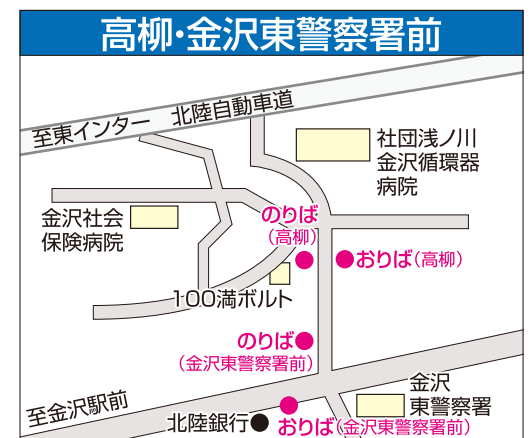 高柳・金沢東警察署前
北陸自動車道
至東インター
社団浅ノ川
金沢循環器
病院
金沢社会
保険病院
のりば
（高柳）
おりば（高柳）
100満ボルト
のりば
（金沢東警察署前）
金沢
東警察署
至金沢駅前
北陸銀行
おりば（金沢東警察署前）